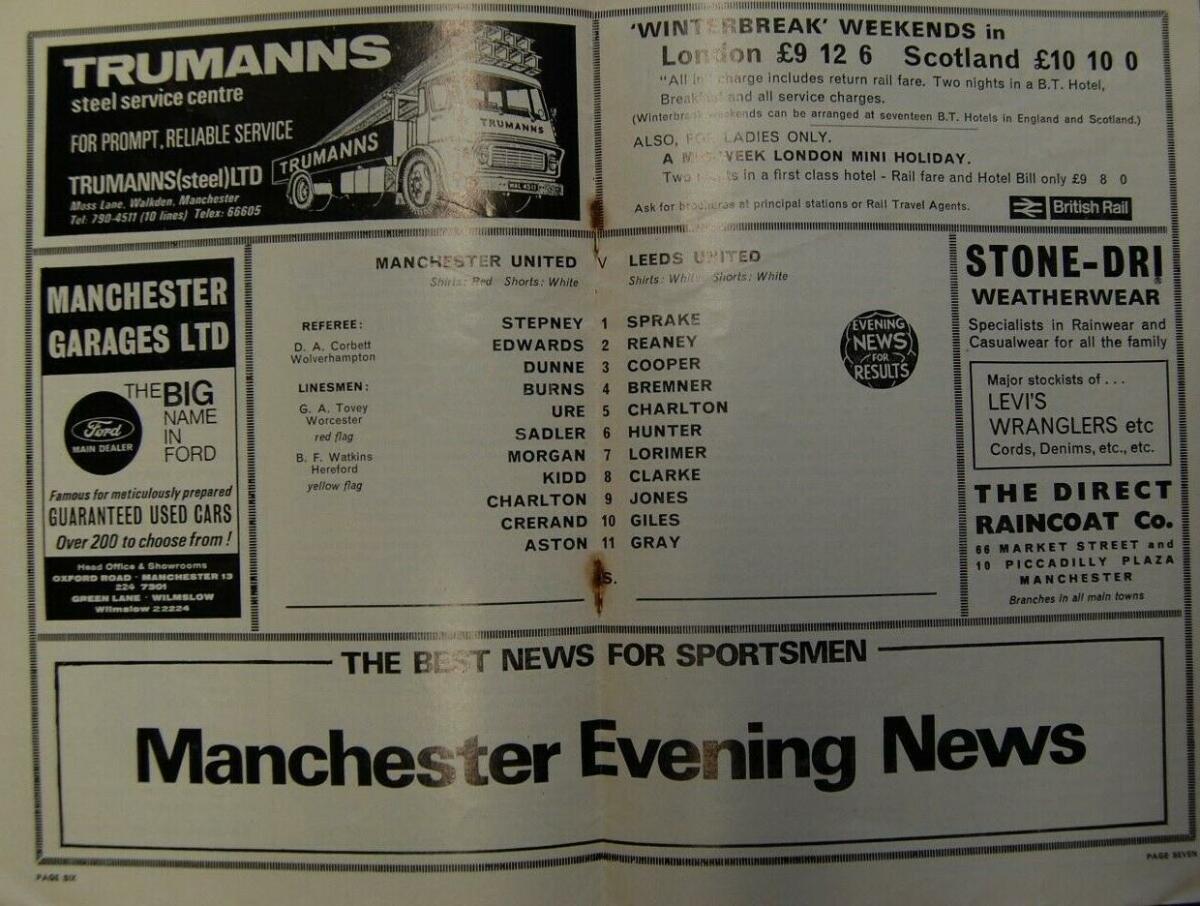 TRUMANNS
steel service centre
FOR PROMPT, RELIABLE SERVICE
TRUMANNS(steel)LTD
Moss Lane, Walkden, Manchester
Tel: 790-4511 (10 lines) Telex: 66605
TRUMANNS
TRUMANNS
'WINTERBREAK' WEEKENDS in
London £9 12 6 Scotland £10 10 0
"All in" charge includes return rail fare. Two nights in a B.T. Hotel,
Breakfast and all service charges.
(Winterbreak weekends can be arranged at seventeen B.T. Hotels in England and Scotland.)
ALSO, FOR LADIES ONLY.
A MID-WEEK LONDON MINI HOLIDAY.
Two nights in a first class hotel - Rail fare and Hotel Bill only £9 8 0
Ask for brochures at principal stations or Rail Travel Agents.
British Rail
MANCHESTER GARAGES LTD
THE BIG
NAME
IN
FORD
Ford
MAIN DEALER
Famous for meticulously prepared
GUARANTEED USED CARS
Over 200 to choose from!
Head Office & Showrooms
OXFORD ROAD · MANCHESTER 13
224 7301
GREEN LANE · WILMSLOW
Wilmslow 22224
MANCHESTER UNITED V LEEDS UNITED
Shirts: Red Shorts: White Shirts: White Shorts: White
REFEREE:
D. A. Corbett
Wolverhampton
LINESMEN:
G. A. Tovey
Worcester
red flag
B. F. Watkins
Hereford
yellow flag
STEPNEY 1 SPRAKE
EDWARDS 2 REANEY
DUNNE 3 COOPER
BURNS 4 BREMNER
URE 5 CHARLTON
SADLER 6 HUNTER
MORGAN 7 LORIMER
KIDD 8 CLARKE
CHARLTON 9 JONES
CRERAND 10 GILES
ASTON 11 GRAY
S.
EVENING
NEWS
FOR
RESULTS
STONE-DRI
WEATHERWEAR
Specialists in Rainwear and
Casualwear for all the family
Major stockists of . . .
LEVI'S
WRANGLERS etc
Cords, Denims, etc., etc.
THE DIRECT
RAINCOAT Co.
66 MARKET STREET and
10 PICCADILLY PLAZA
MANCHESTER
Branches in all main towns
THE BEST NEWS FOR SPORTSMEN
Manchester Evening News
PAGE SIX
PAGE SEVEN